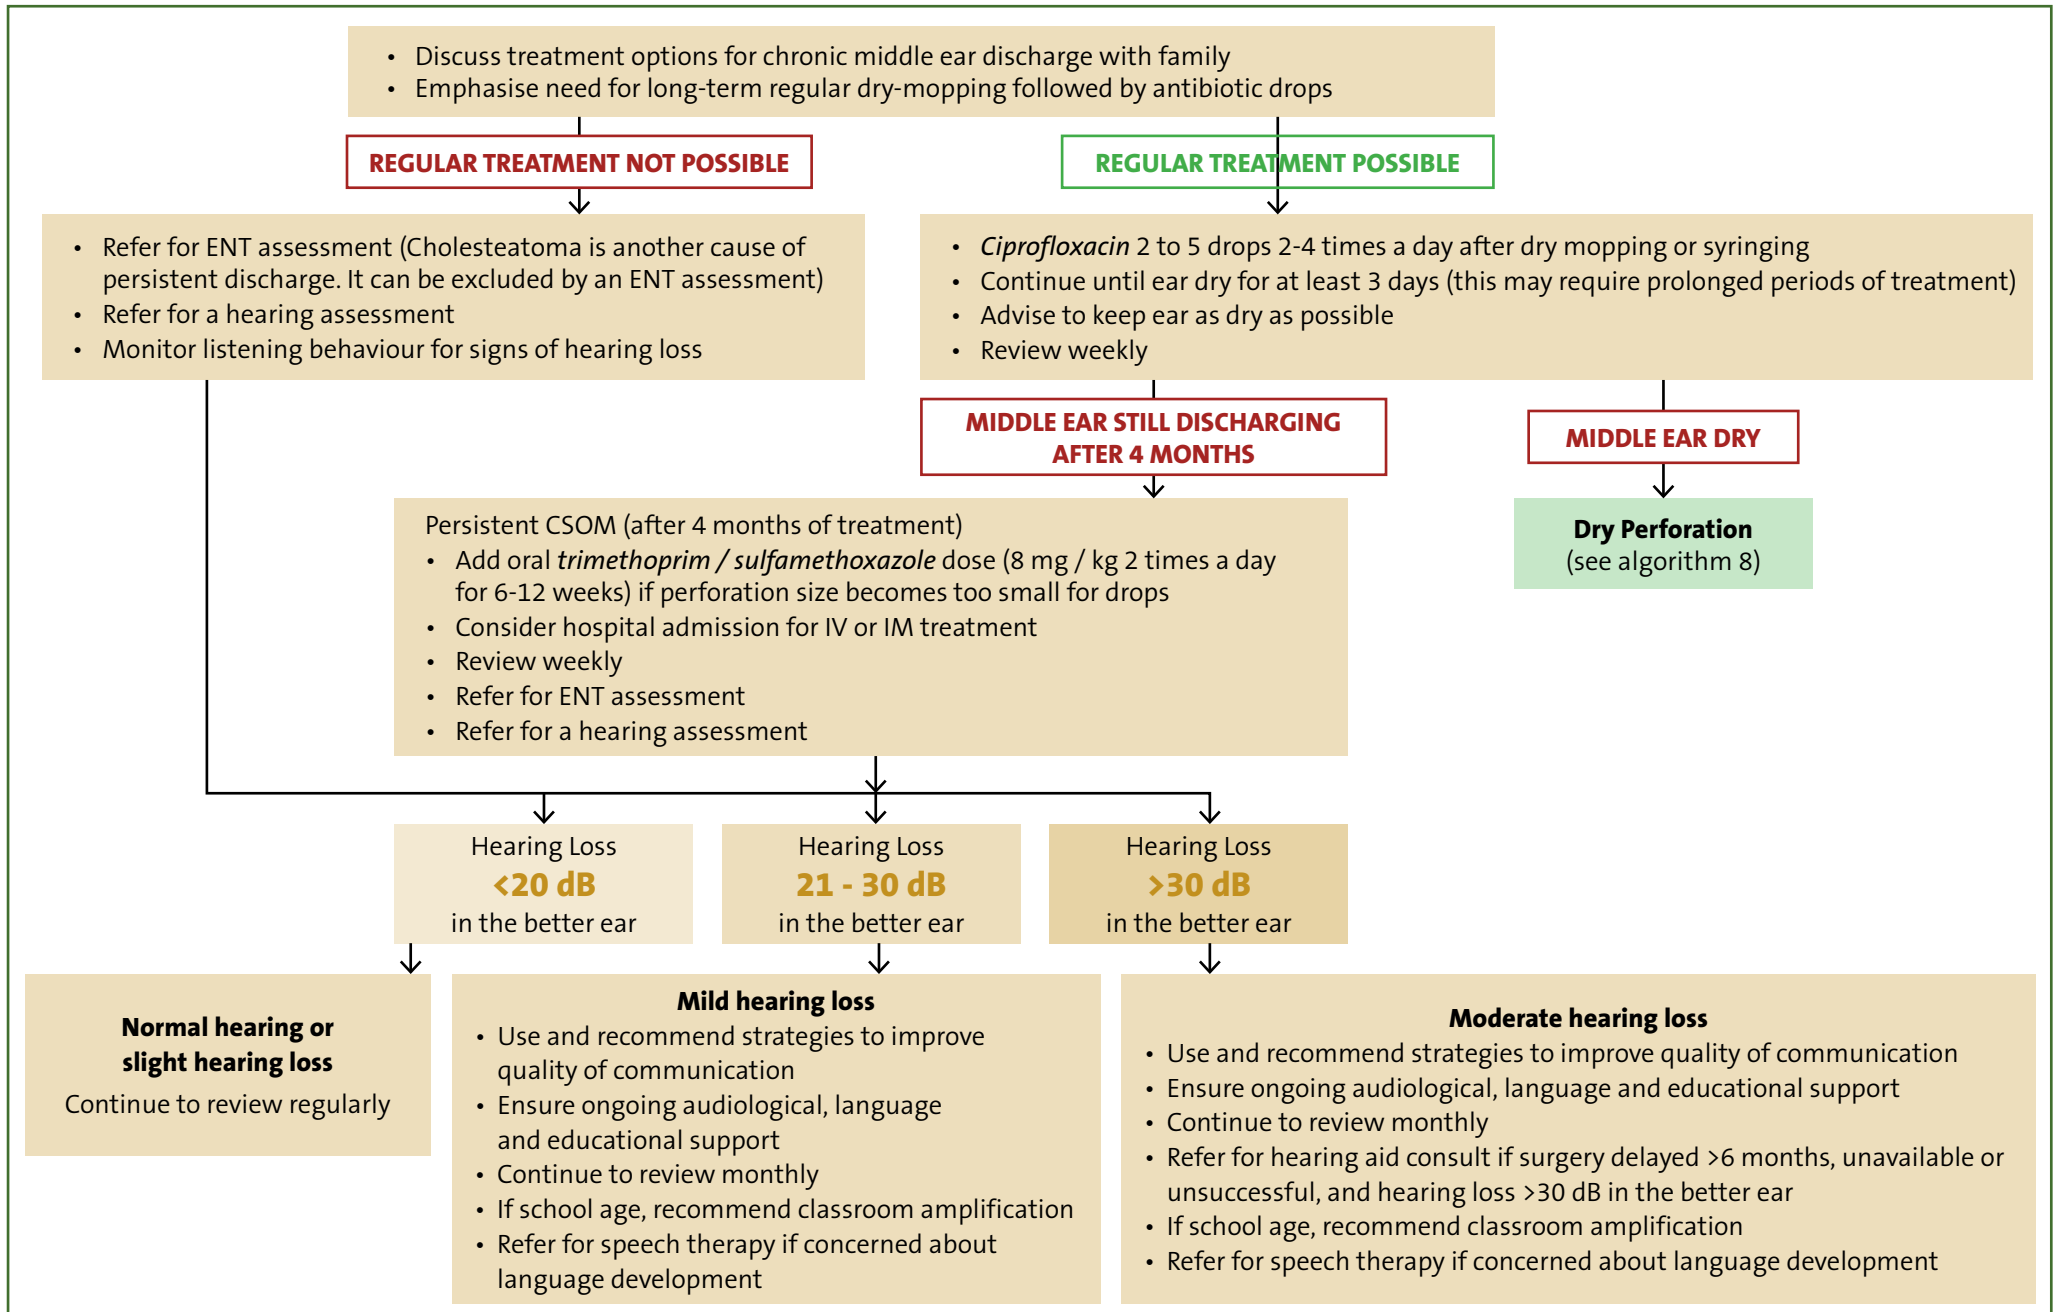 • Discuss treatment options for chronic middle ear discharge with family
• Emphasise need for long-term regular dry-mopping followed by antibiotic drops
REGULAR TREATMENT NOT POSSIBLE
REGULAR TREATMENT POSSIBLE
• Refer for ENT assessment (Cholesteatoma is another cause of
persistent discharge. It can be excluded by an ENT assessment)
• Refer for a hearing assessment
• Monitor listening behaviour for signs of hearing loss
• Ciprofloxacin 2 to 5 drops 2-4 times a day after dry mopping or syringing
• Continue until ear dry for at least 3 days (this may require prolonged periods of treatment)
• Advise to keep ear as dry as possible
• Review weekly
MIDDLE EAR STILL DISCHARGING
AFTER 4 MONTHS
MIDDLE EAR DRY
Persistent CSOM (after 4 months of treatment)
• Add oral trimethoprim / sulfamethoxazole dose (8 mg / kg 2 times a day
for 6-12 weeks) if perforation size becomes too small for drops
• Consider hospital admission for IV or IM treatment
• Review weekly
• Refer for ENT assessment
• Refer for a hearing assessment
Dry Perforation
(see algorithm 8)
Hearing Loss
<20 dB
in the better ear
Hearing Loss
21 - 30 dB
in the better ear
Hearing Loss
>30 dB
in the better ear
Normal hearing or
slight hearing loss
Continue to review regularly
Mild hearing loss
• Use and recommend strategies to improve
quality of communication
• Ensure ongoing audiological, language
and educational support
• Continue to review monthly
• If school age, recommend classroom amplification
• Refer for speech therapy if concerned about
language development
Moderate hearing loss
• Use and recommend strategies to improve quality of communication
• Ensure ongoing audiological, language and educational support
• Continue to review monthly
• Refer for hearing aid consult if surgery delayed >6 months, unavailable or
unsuccessful, and hearing loss >30 dB in the better ear
• If school age, recommend classroom amplification
• Refer for speech therapy if concerned about language development